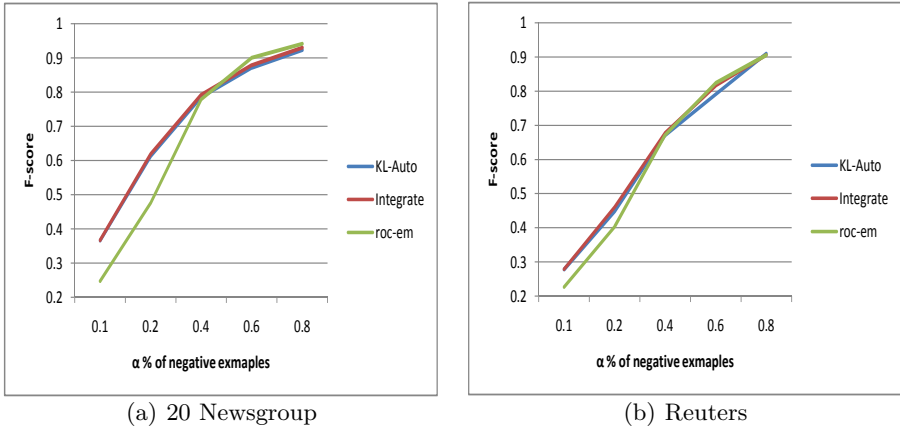 1
0.9
0.8
0.7
0.6
0.5
0.4
0.3
0.2
F-score
0.1 0.2 0.4 0.6 0.8
α % of negative exmaples
KL-Auto
Integrate
roc-em
(a) 20 Newsgroup
1
0.9
0.8
0.7
0.6
0.5
0.4
0.3
0.2
F-score
0.1 0.2 0.4 0.6 0.8
α % of negative exmaples
KL-Auto
Integrate
roc-em
(b) Reuters